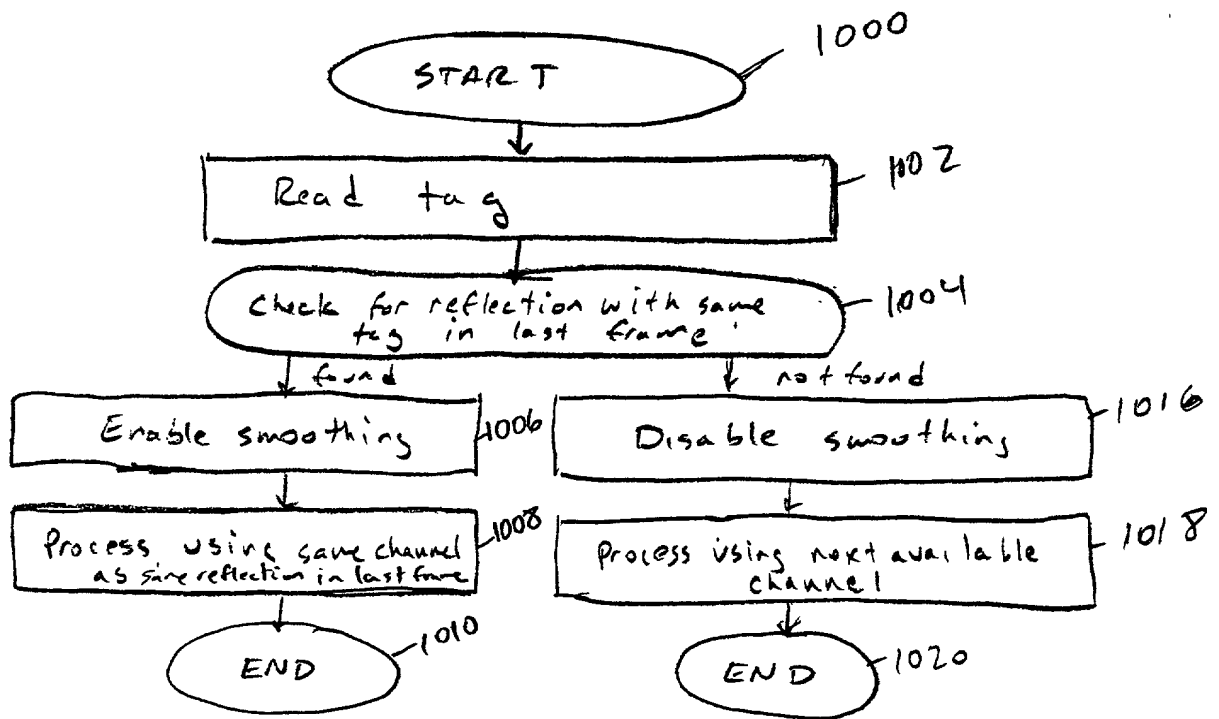 1000
START
1002
Read tag
1004
Check for reflection with same
tag in last frame
found
not found
Enable smoothing
1006
Disable smoothing
1016
Process using same channel
as same reflection in last frame
1008
Process using next available
channel
1018
END
1010
END
1020